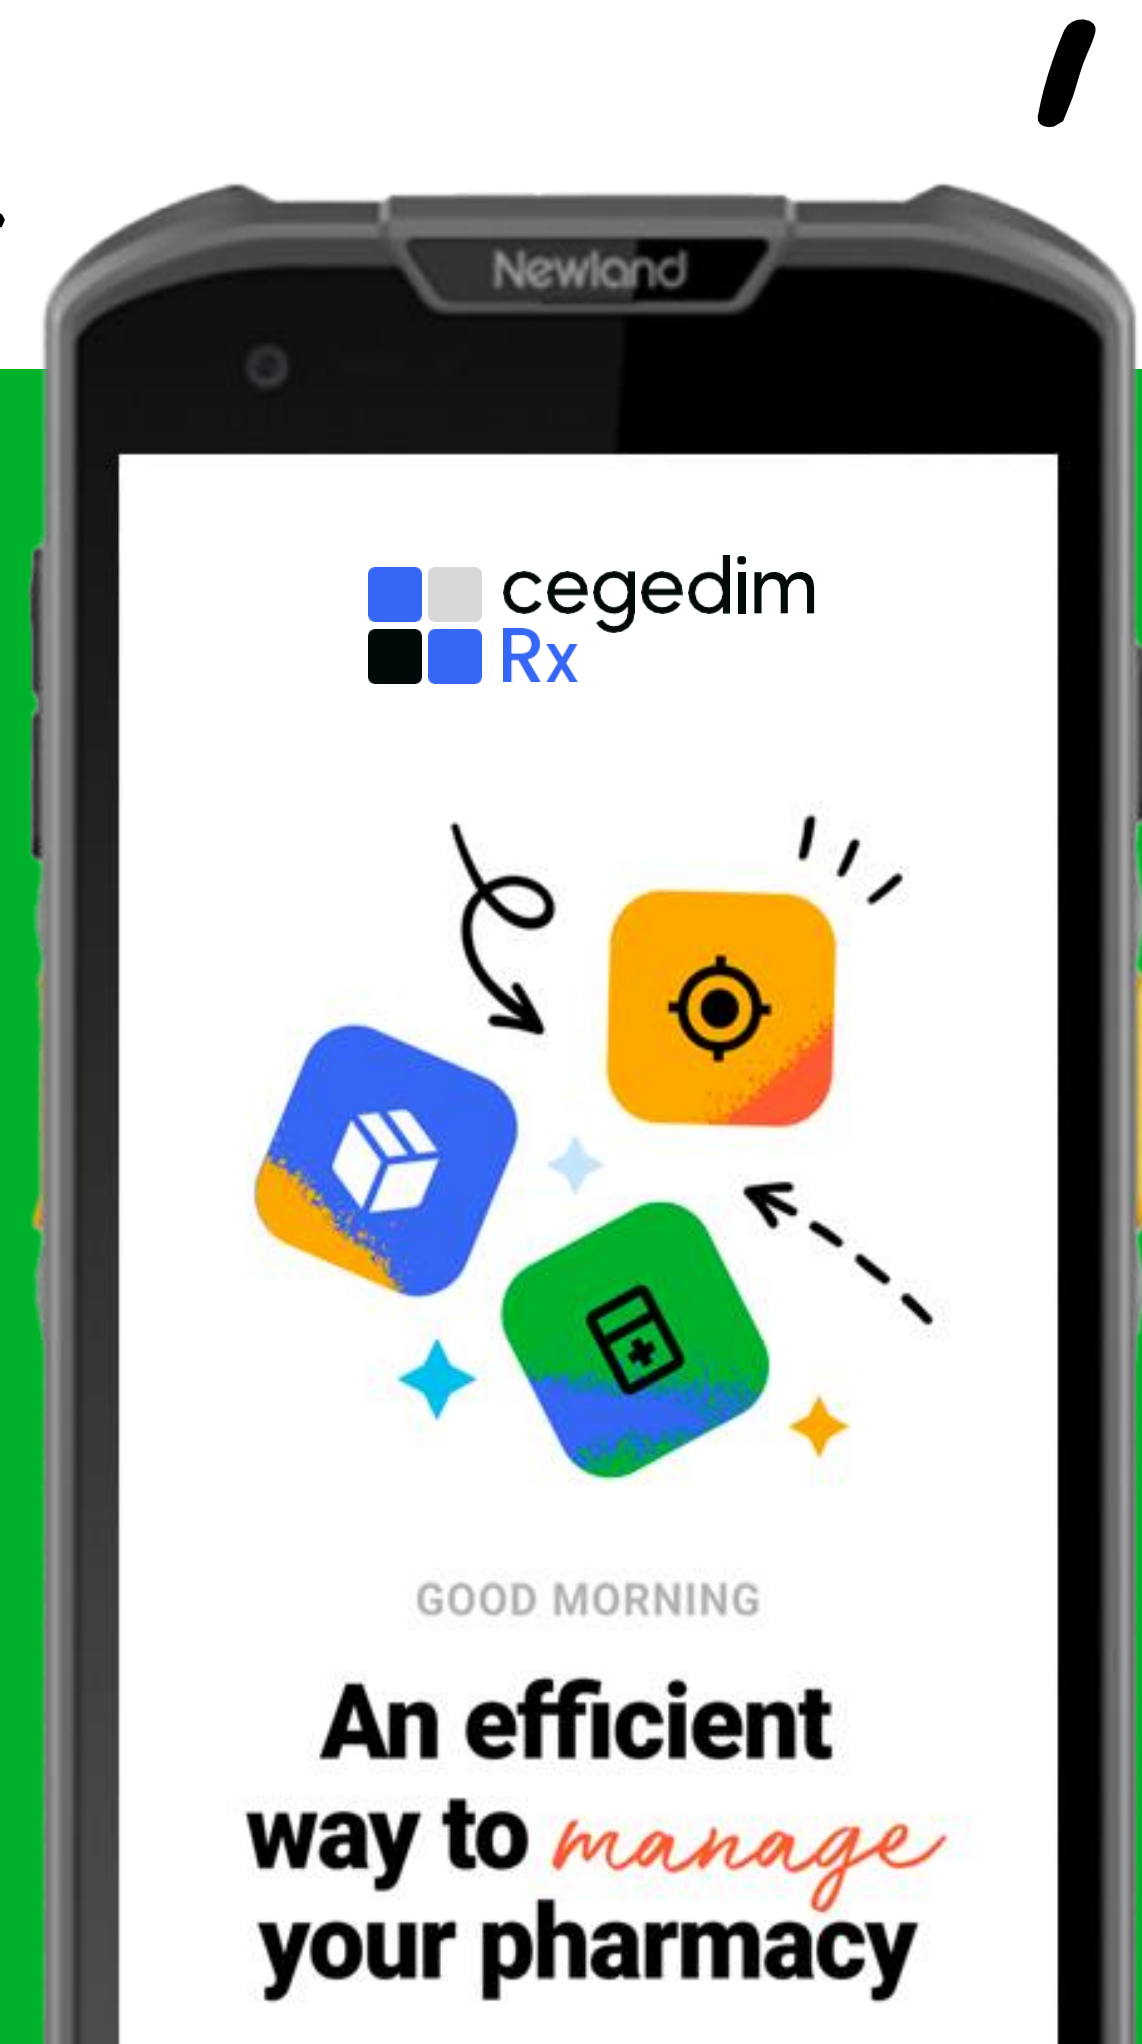 Newland
cegedim
Rx
GOOD MORNING
An efficient
way to manage
your pharmacy